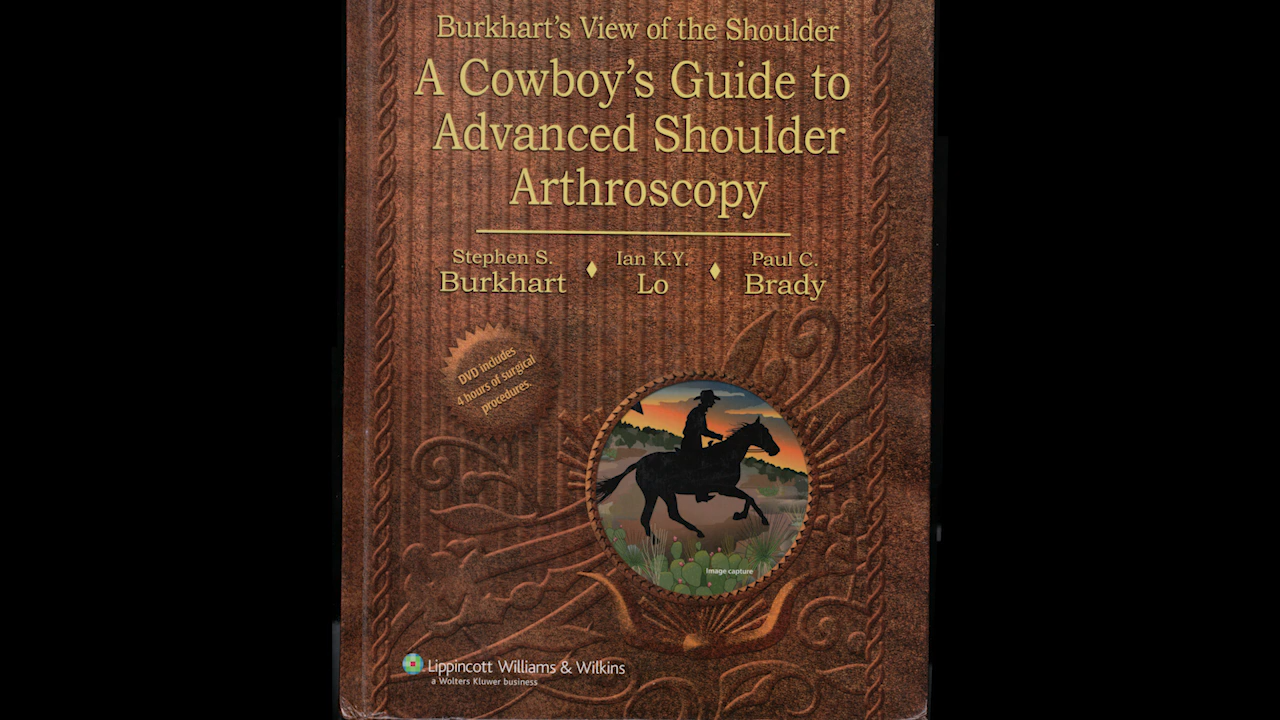 Burkhart's View of the Shoulder
A Cowboy's Guide to
Advanced Shoulder
Arthroscopy
Stephen S.
Burkhart
Ian K.Y.
Lo
Paul C.
Brady
DVD includes
4 hours of surgical
procedures.
Image capture
Lippincott Williams & Wilkins
a Wolters Kluwer business